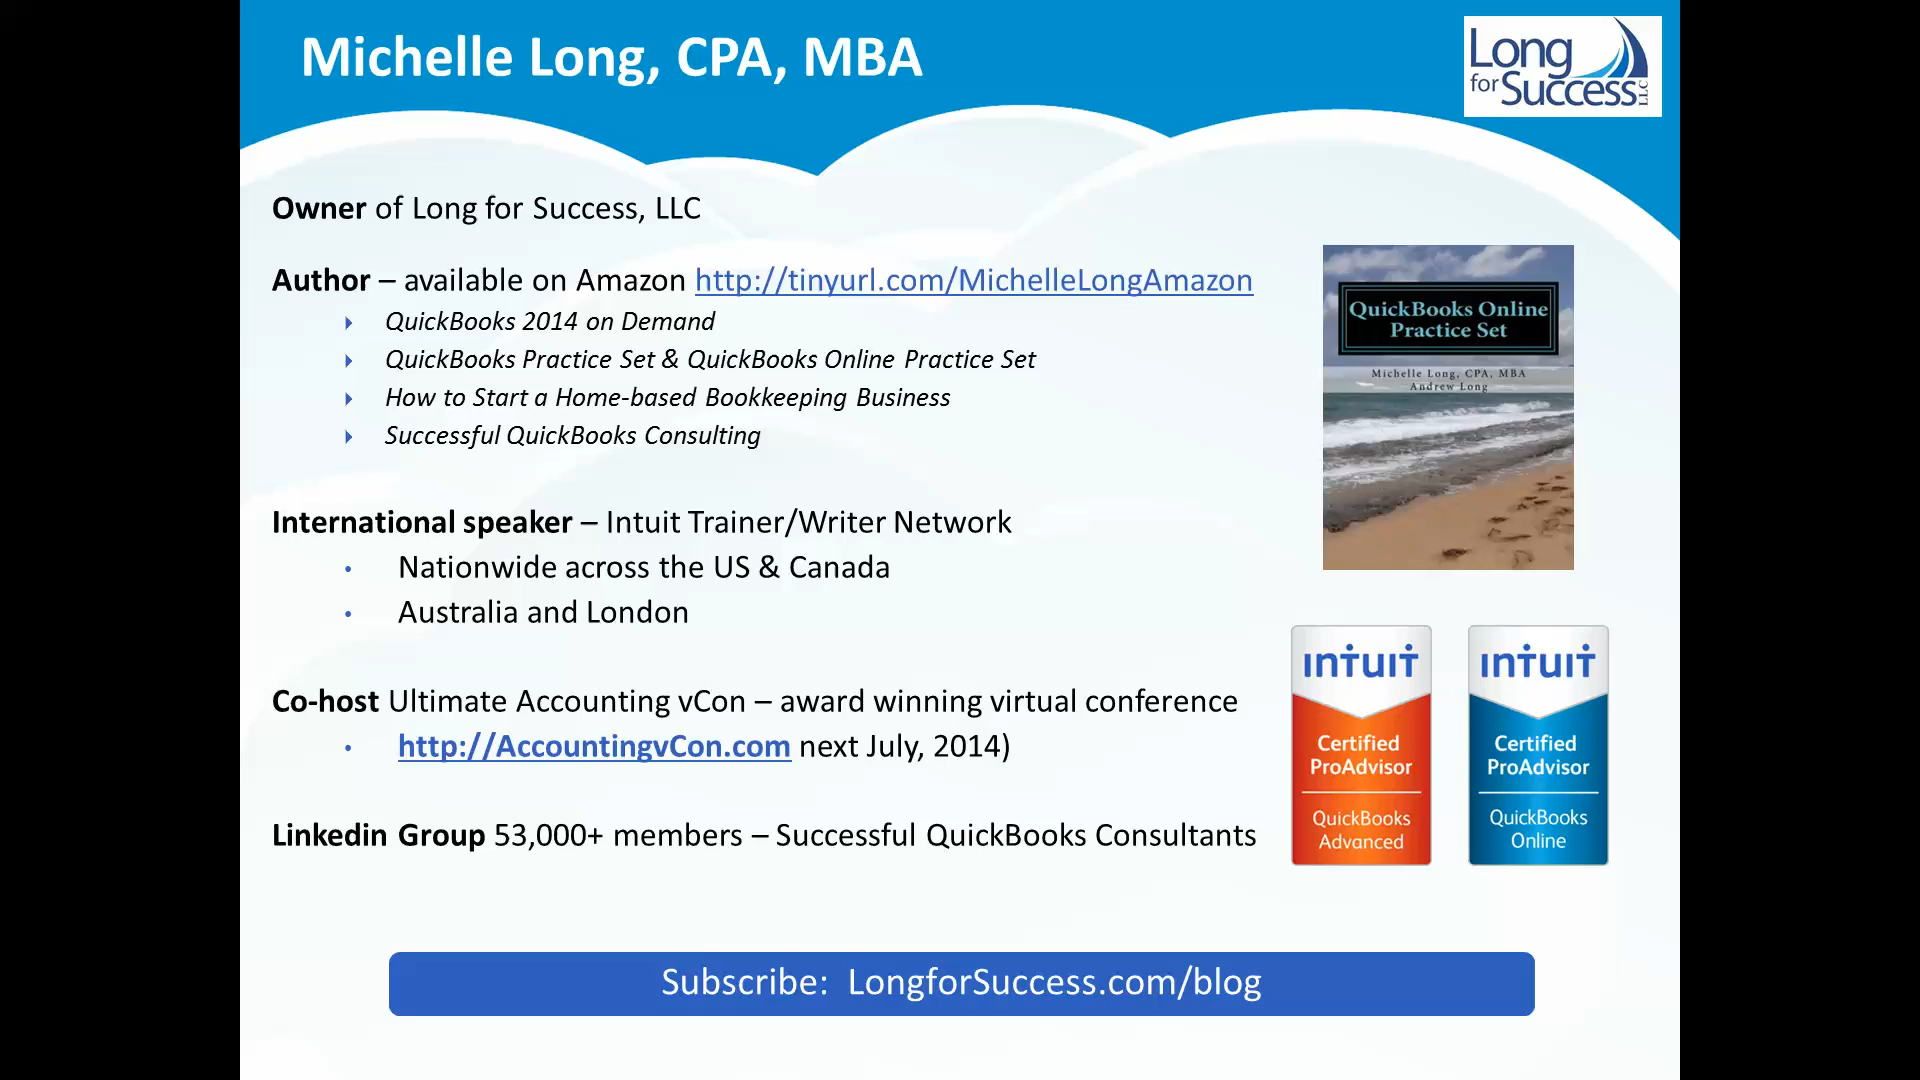 Michelle Long, CPA, MBA
Long
for Success LLC
Owner of Long for Success, LLC
Author – available on Amazon http://tinyurl.com/MichelleLongAmazon
QuickBooks 2014 on Demand
QuickBooks Practice Set & QuickBooks Online Practice Set
How to Start a Home-based Bookkeeping Business
Successful QuickBooks Consulting
QuickBooks Online
Practice Set
Michelle Long, CPA, MBA
Andrew Long
International speaker – Intuit Trainer/Writer Network
• Nationwide across the US & Canada
• Australia and London
Co-host Ultimate Accounting vCon – award winning virtual conference
• http://AccountingvCon.com next July, 2014)
Linkedin Group 53,000+ members – Successful QuickBooks Consultants
intuit
Certified
ProAdvisor
QuickBooks
Advanced
intuit
Certified
ProAdvisor
QuickBooks
Online
Subscribe: LongforSuccess.com/blog